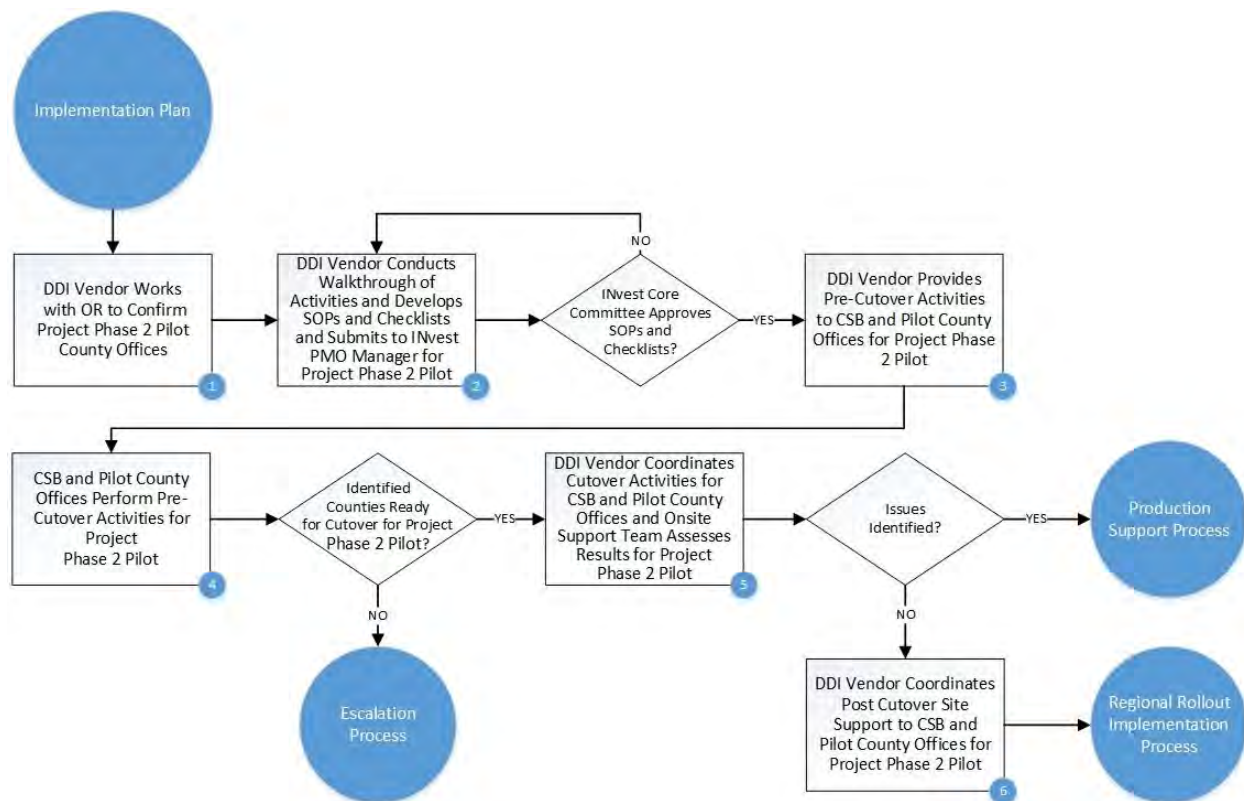 Implementation Plan
DDI Vendor Works
with OR to Confirm
Project Phase 2 Pilot
County Offices
1
DDI Vendor Conducts
Walkthrough of
Activities and Develops
SOPs and Checklists
and Submits to INvest
PMO Manager for
Project Phase 2 Pilot
2
NO
INvest Core
Committee Approves
SOPs and
Checklists?
YES
DDI Vendor Provides
Pre-Cutover Activities
to CSB and Pilot County
Offices for Project Phase
2 Pilot
3
CSB and Pilot County
Offices Perform Pre-
Cutover Activities for
Project
Phase 2 Pilot
4
Identified
Counties Ready
for Cutover for Project
Phase 2 Pilot?
YES
NO
Escalation
Process
DDI Vendor Coordinates
Cutover Activities for
CSB and Pilot County
Offices and Onsite
Support Team Assesses
Results for Project
Phase 2 Pilot
5
Issues
Identified?
YES
Production
Support Process
NO
DDI Vendor Coordinates
Post Cutover Site
Support to CSB and
Pilot County Offices for
Project Phase 2 Pilot
6
Regional Rollout
Implementation
Process